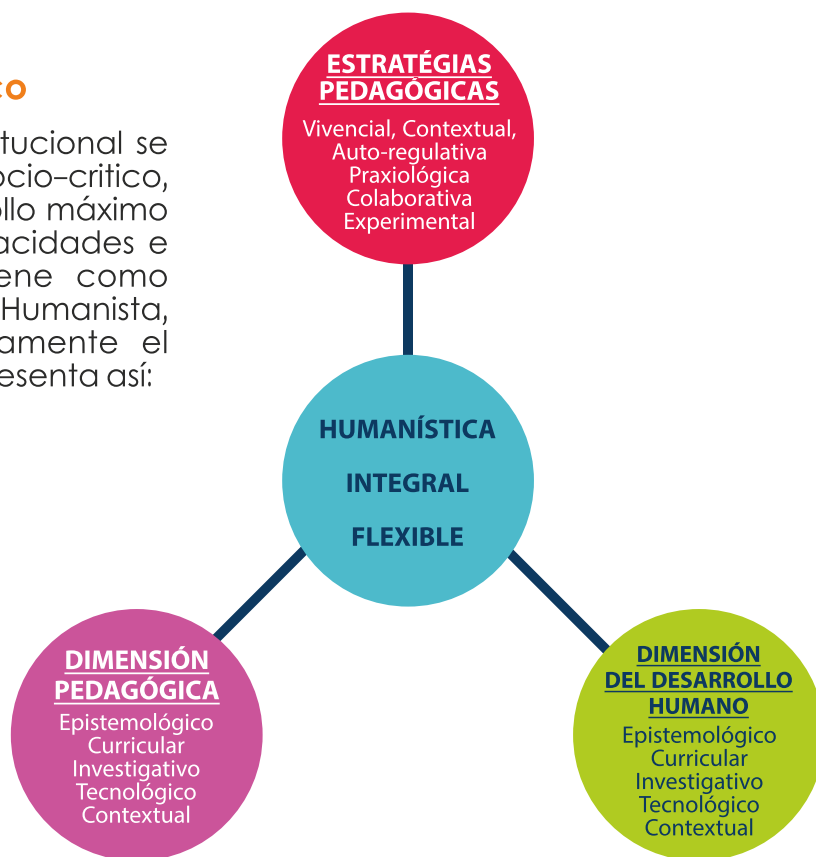 co
tucional se
ocio-critico,
ollo máximo
acidades e
ene como
Humanista,
amente el
esenta así:
ESTRATÉGIAS
PEDAGÓGICAS
Vivencial, Contextual,
Auto-regulativa
Praxiológica
Colaborativa
Experimental
HUMANÍSTICA
INTEGRAL
FLEXIBLE
DIMENSIÓN
PEDAGÓGICA
Epistemológico
Curricular
Investigativo
Tecnológico
Contextual
DIMENSIÓN
DEL DESARROLLO
HUMANO
Epistemológico
Curricular
Investigativo
Tecnológico
Contextual